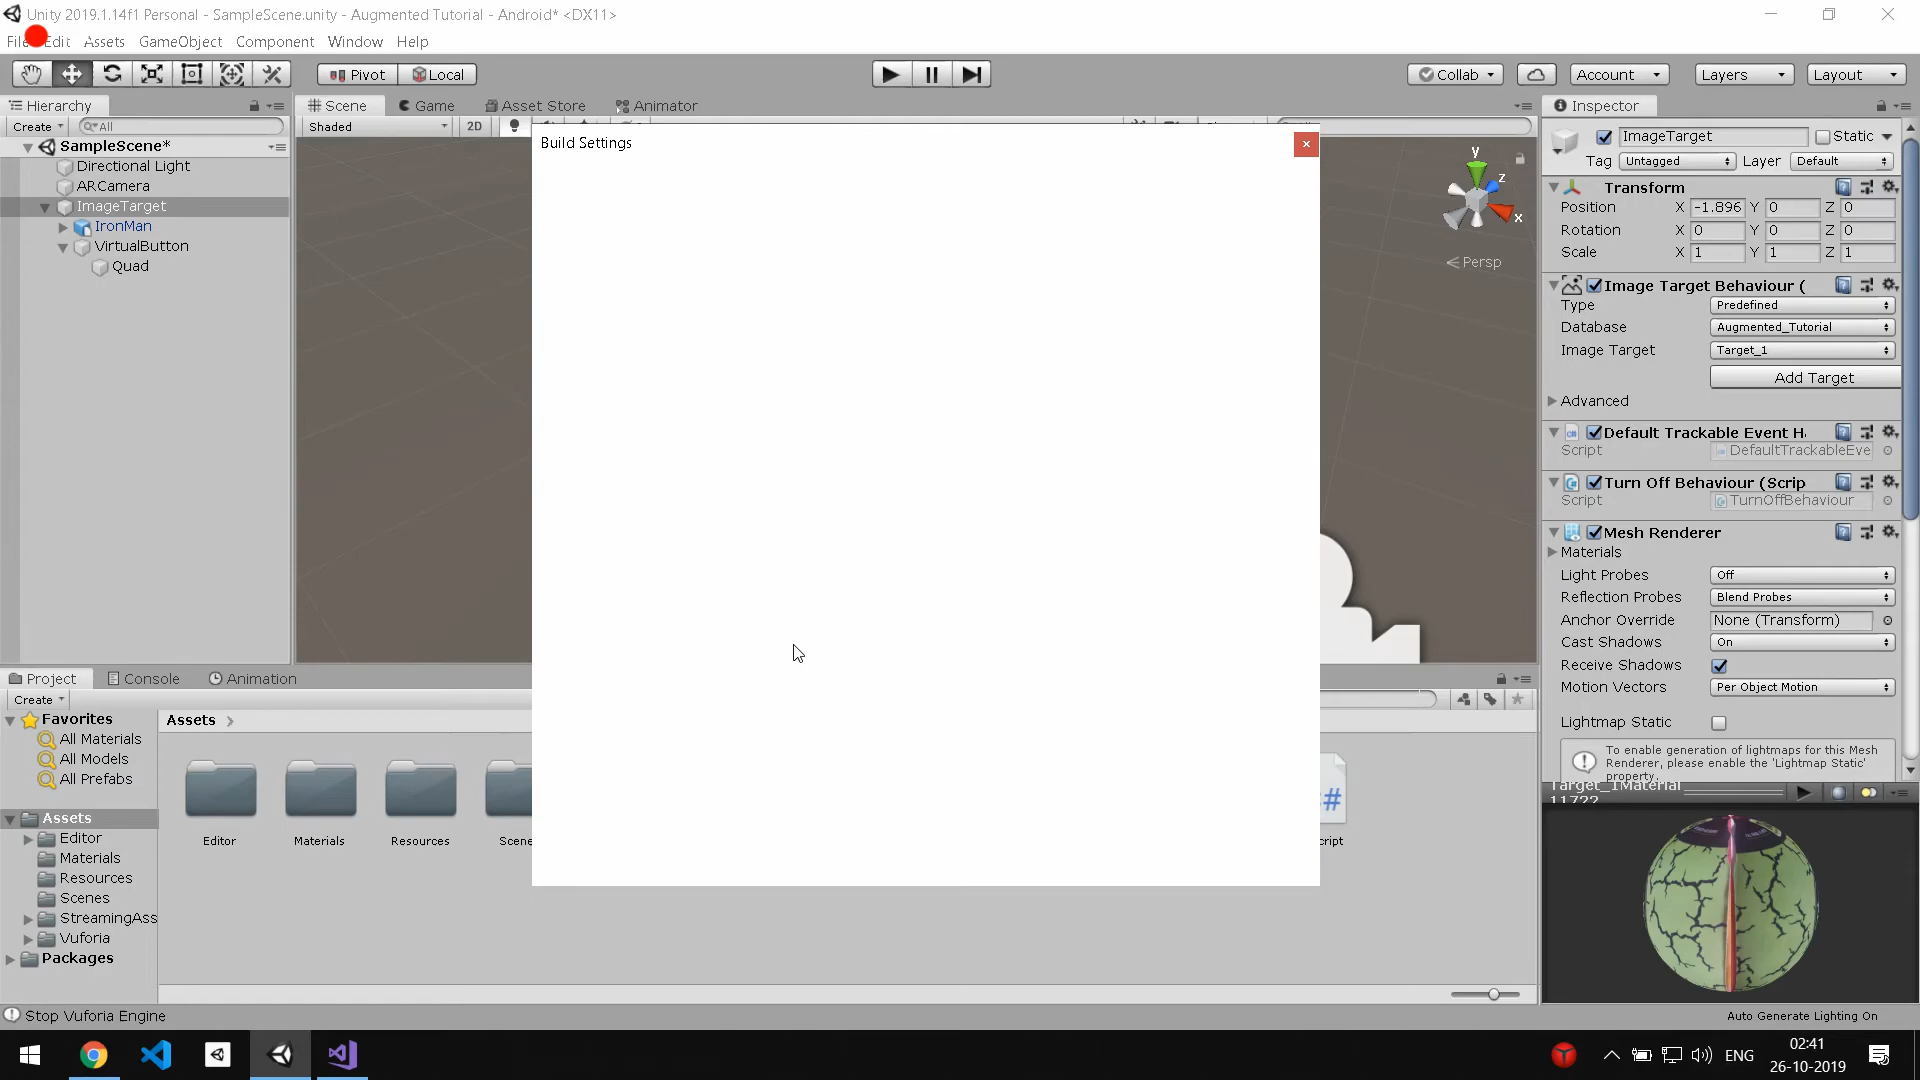 Unity 2019.1.14f1 Personal - SampleScene.unity - Augmented Tutorial - Android* <DX11>
File Edit Assets GameObject Component Window Help
Pivot Local Collab Account Layers Layout
Hierarchy
Create All
SampleScene*
Directional Light
ARCamera
ImageTarget
IronMan
VirtualButton
Quad
Scene Game Asset Store Animator
Shaded 2D
Build Settings
y
z
x
Persp
Inspector
ImageTarget Static
Tag Untagged Layer Default
Transform
Position X -1.896 Y 0 Z 0
Rotation X 0 Y 0 Z 0
Scale X 1 Y 1 Z 1
Image Target Behaviour (
Type Predefined
Database Augmented_Tutorial
Image Target Target_1
Add Target
Advanced
Default Trackable Event H
Script DefaultTrackableEve
Turn Off Behaviour (Scrip
Script TurnOffBehaviour
Mesh Renderer
Materials
Light Probes Off
Reflection Probes Blend Probes
Anchor Override None (Transform)
Cast Shadows On
Receive Shadows
Motion Vectors Per Object Motion
Lightmap Static
To enable generation of lightmaps for this Mesh
Renderer, please enable the 'Lightmap Static'
property.
Target_1Material
Project Console Animation
Create
Favorites
All Materials
All Models
All Prefabs
Assets
Editor
Materials
Resources
Scenes
StreamingAss
Vuforia
Packages
Assets
Editor Materials Resources Scene cript
Stop Vuforia Engine
Auto Generate Lighting On
ENG
02:41
26-10-2019